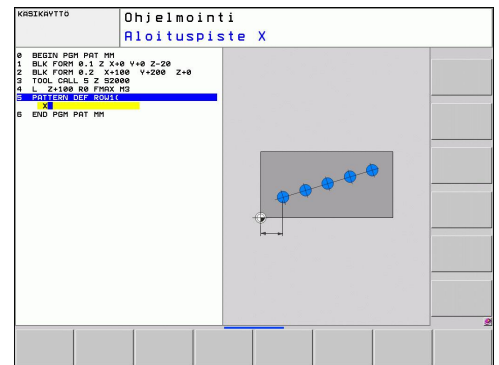 KÄSIKÄYTTÖ
Ohjelmointi
Aloituspiste X
0 BEGIN PGM PAT MM
1 BLK FORM 0.1 Z X+0 Y+0 Z-20
2 BLK FORM 0.2 X+100 Y+200 Z+0
3 TOOL CALL 5 Z S2000
4 L Z+100 R0 FMAX M3
5 PATTERN DEF ROW1(
X
6 END PGM PAT MM